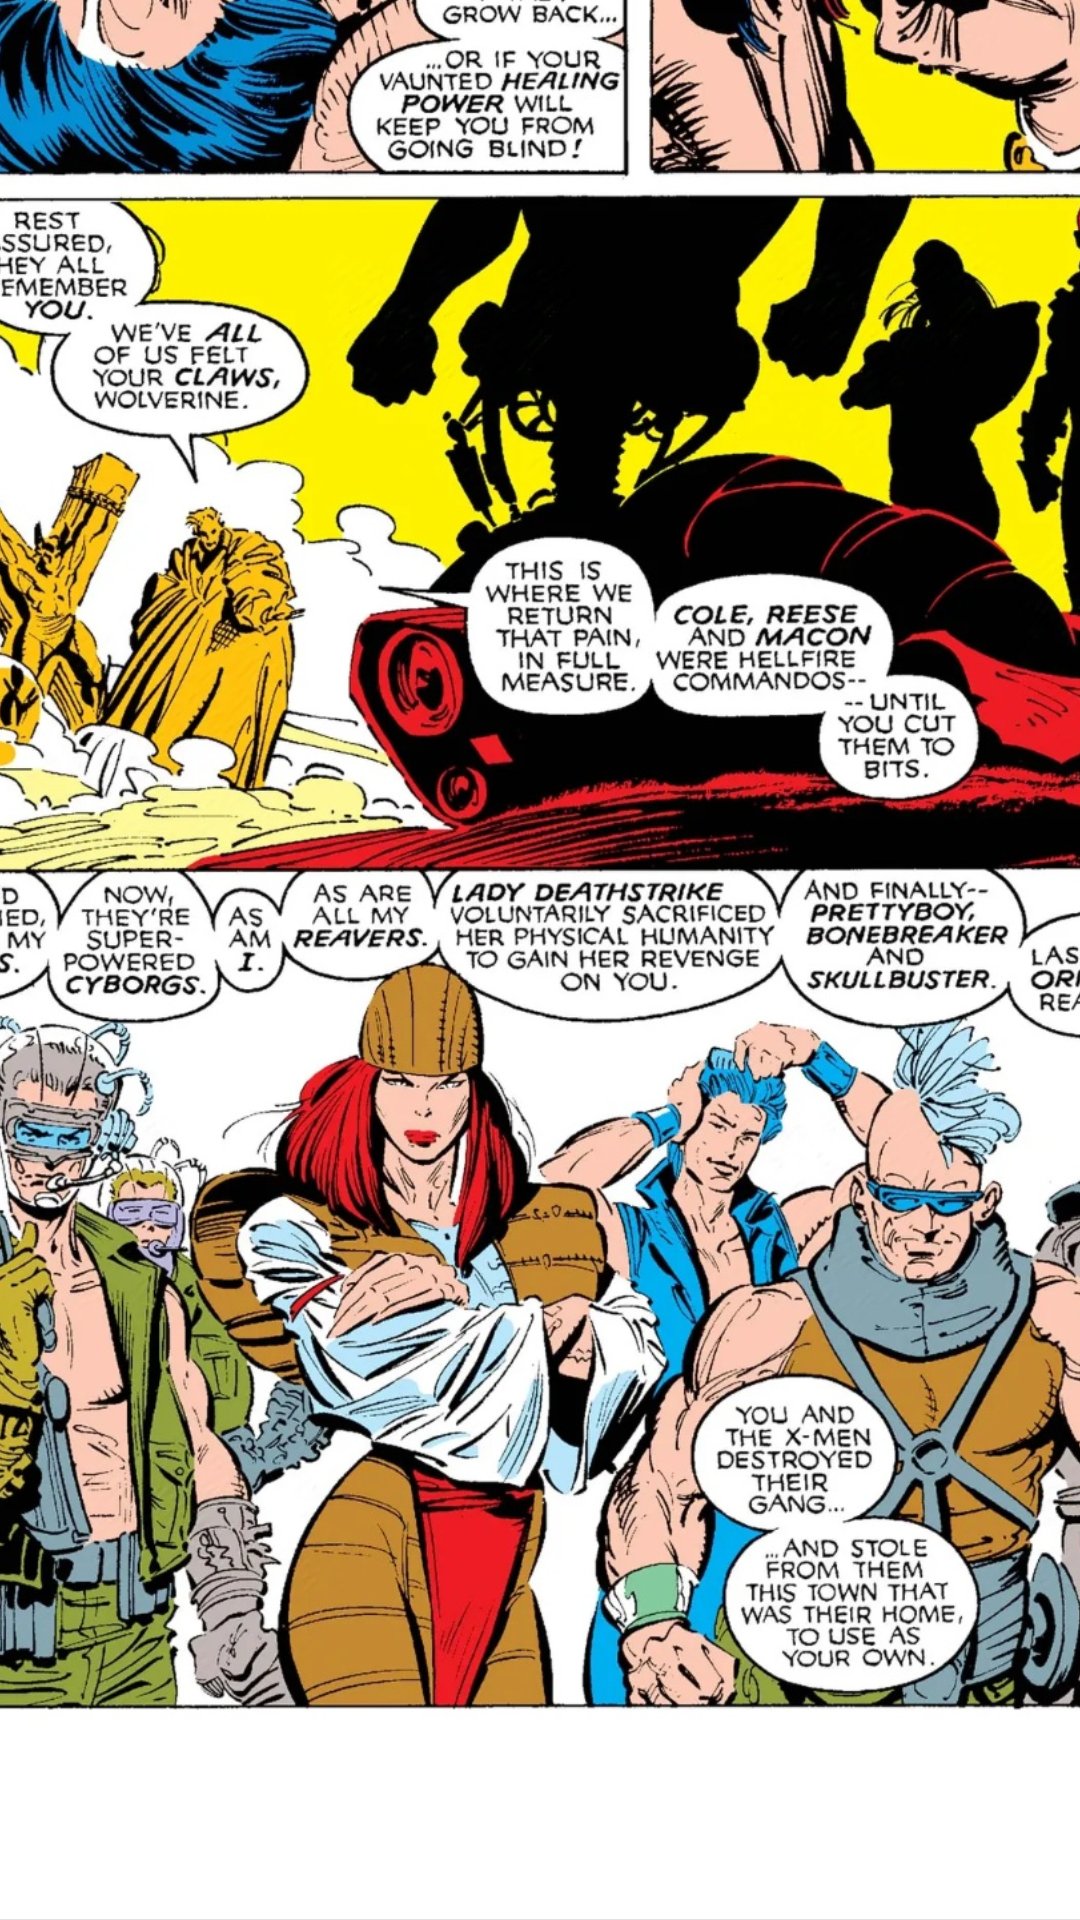 GROW BACK...
...OR IF YOUR
VAUNTED HEALING
POWER WILL
KEEP YOU FROM
GOING BLIND!
REST
SSURED,
HEY ALL
EMEMBER
YOU.
WE'VE ALL
OF US FELT
YOUR CLAWS,
WOLVERINE.
THIS IS
WHERE WE
RETURN
THAT PAIN,
IN FULL
MEASURE.
COLE, REESE
AND MACON
WERE HELLFIRE
COMMANDOS--
--UNTIL
YOU CUT
THEM TO
BITS.
D
IED,
MY
S.
NOW,
THEY'RE
SUPER-
POWERED
CYBORGS.
AS
AM
I.
AS ARE
ALL MY
REAVERS.
LADY DEATHSTRIKE
VOLUNTARILY SACRIFICED
HER PHYSICAL HUMANITY
TO GAIN HER REVENGE
ON YOU.
AND FINALLY--
PRETTYBOY,
BONEBREAKER
AND
SKULLBUSTER.
LAS
ORI
REA
YOU AND
THE X-MEN
DESTROYED
THEIR
GANG...
...AND STOLE
FROM THEM
THIS TOWN THAT
WAS THEIR HOME,
TO USE AS
YOUR OWN.